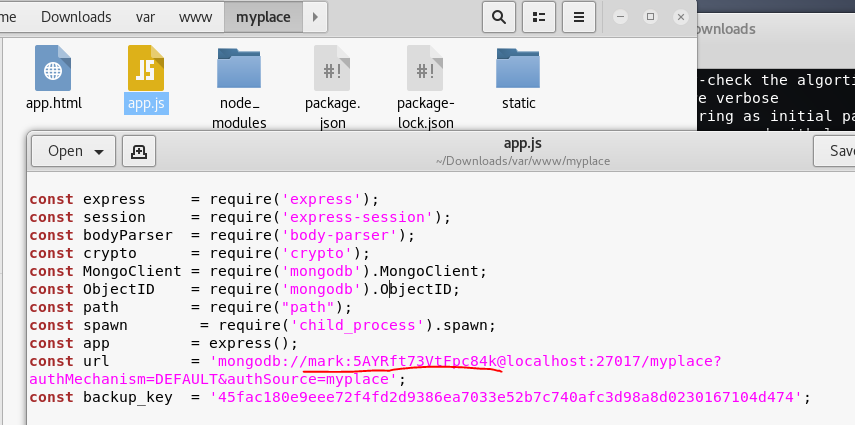 me Downloads var www myplace
ownloads
app.html app.js node_ package. package- static
modules json lock.json
-check the algorti
e verbose
ring as initial pa
Open app.js Save
~/Downloads/var/www/myplace
const express     = require('express');
const session     = require('express-session');
const bodyParser  = require('body-parser');
const crypto      = require('crypto');
const MongoClient = require('mongodb').MongoClient;
const ObjectID    = require('mongodb').ObjectID;
const path        = require("path");
const spawn        = require('child_process').spawn;
const app         = express();
const url         = 'mongodb://mark:5AYRft73VtFpc84k@localhost:27017/myplace?
authMechanism=DEFAULT&authSource=myplace';
const backup_key  = '45fac180e9eee72f4fd2d9386ea7033e52b7c740afc3d98a8d0230167104d474';